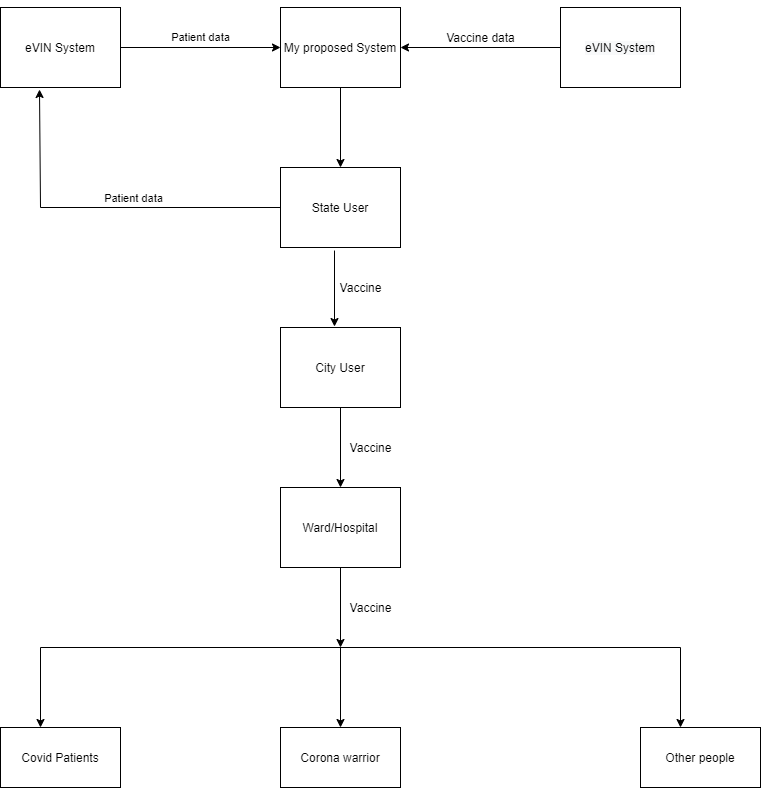 Patient data
Vaccine data
eVIN System
My proposed System
eVIN System
Patient data
State User
Vaccine
City User
Vaccine
Ward/Hospital
Vaccine
Covid Patients
Corona warrior
Other people